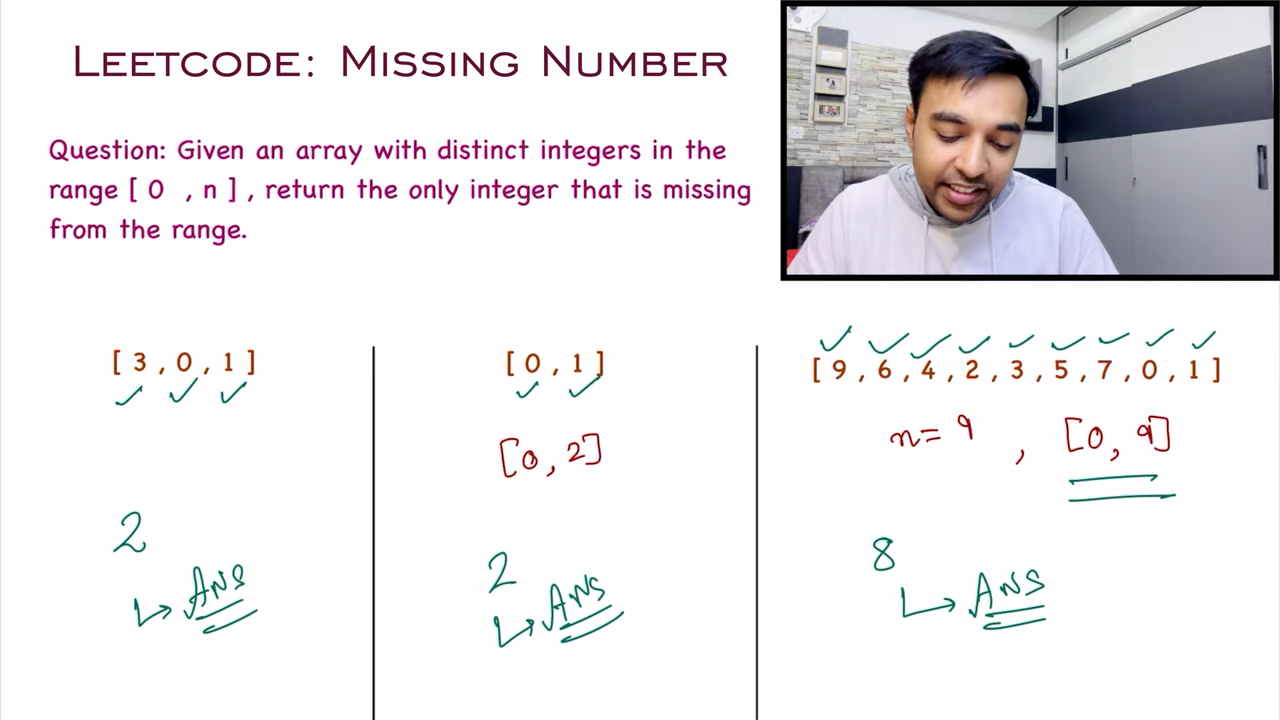 LEETCODE: MISSING NUMBER
Question: Given an array with distinct integers in the
range [ 0 , n ] , return the only integer that is missing
from the range.
[ 3 , 0 , 1 ]
2
↳ ANS
[ 0 , 1 ]
[0, 2]
2
↳ ANS
[ 9 , 6 , 4 , 2 , 3 , 5 , 7 , 0 , 1 ]
n= 9 , [0, 9]
8
↳ ANS